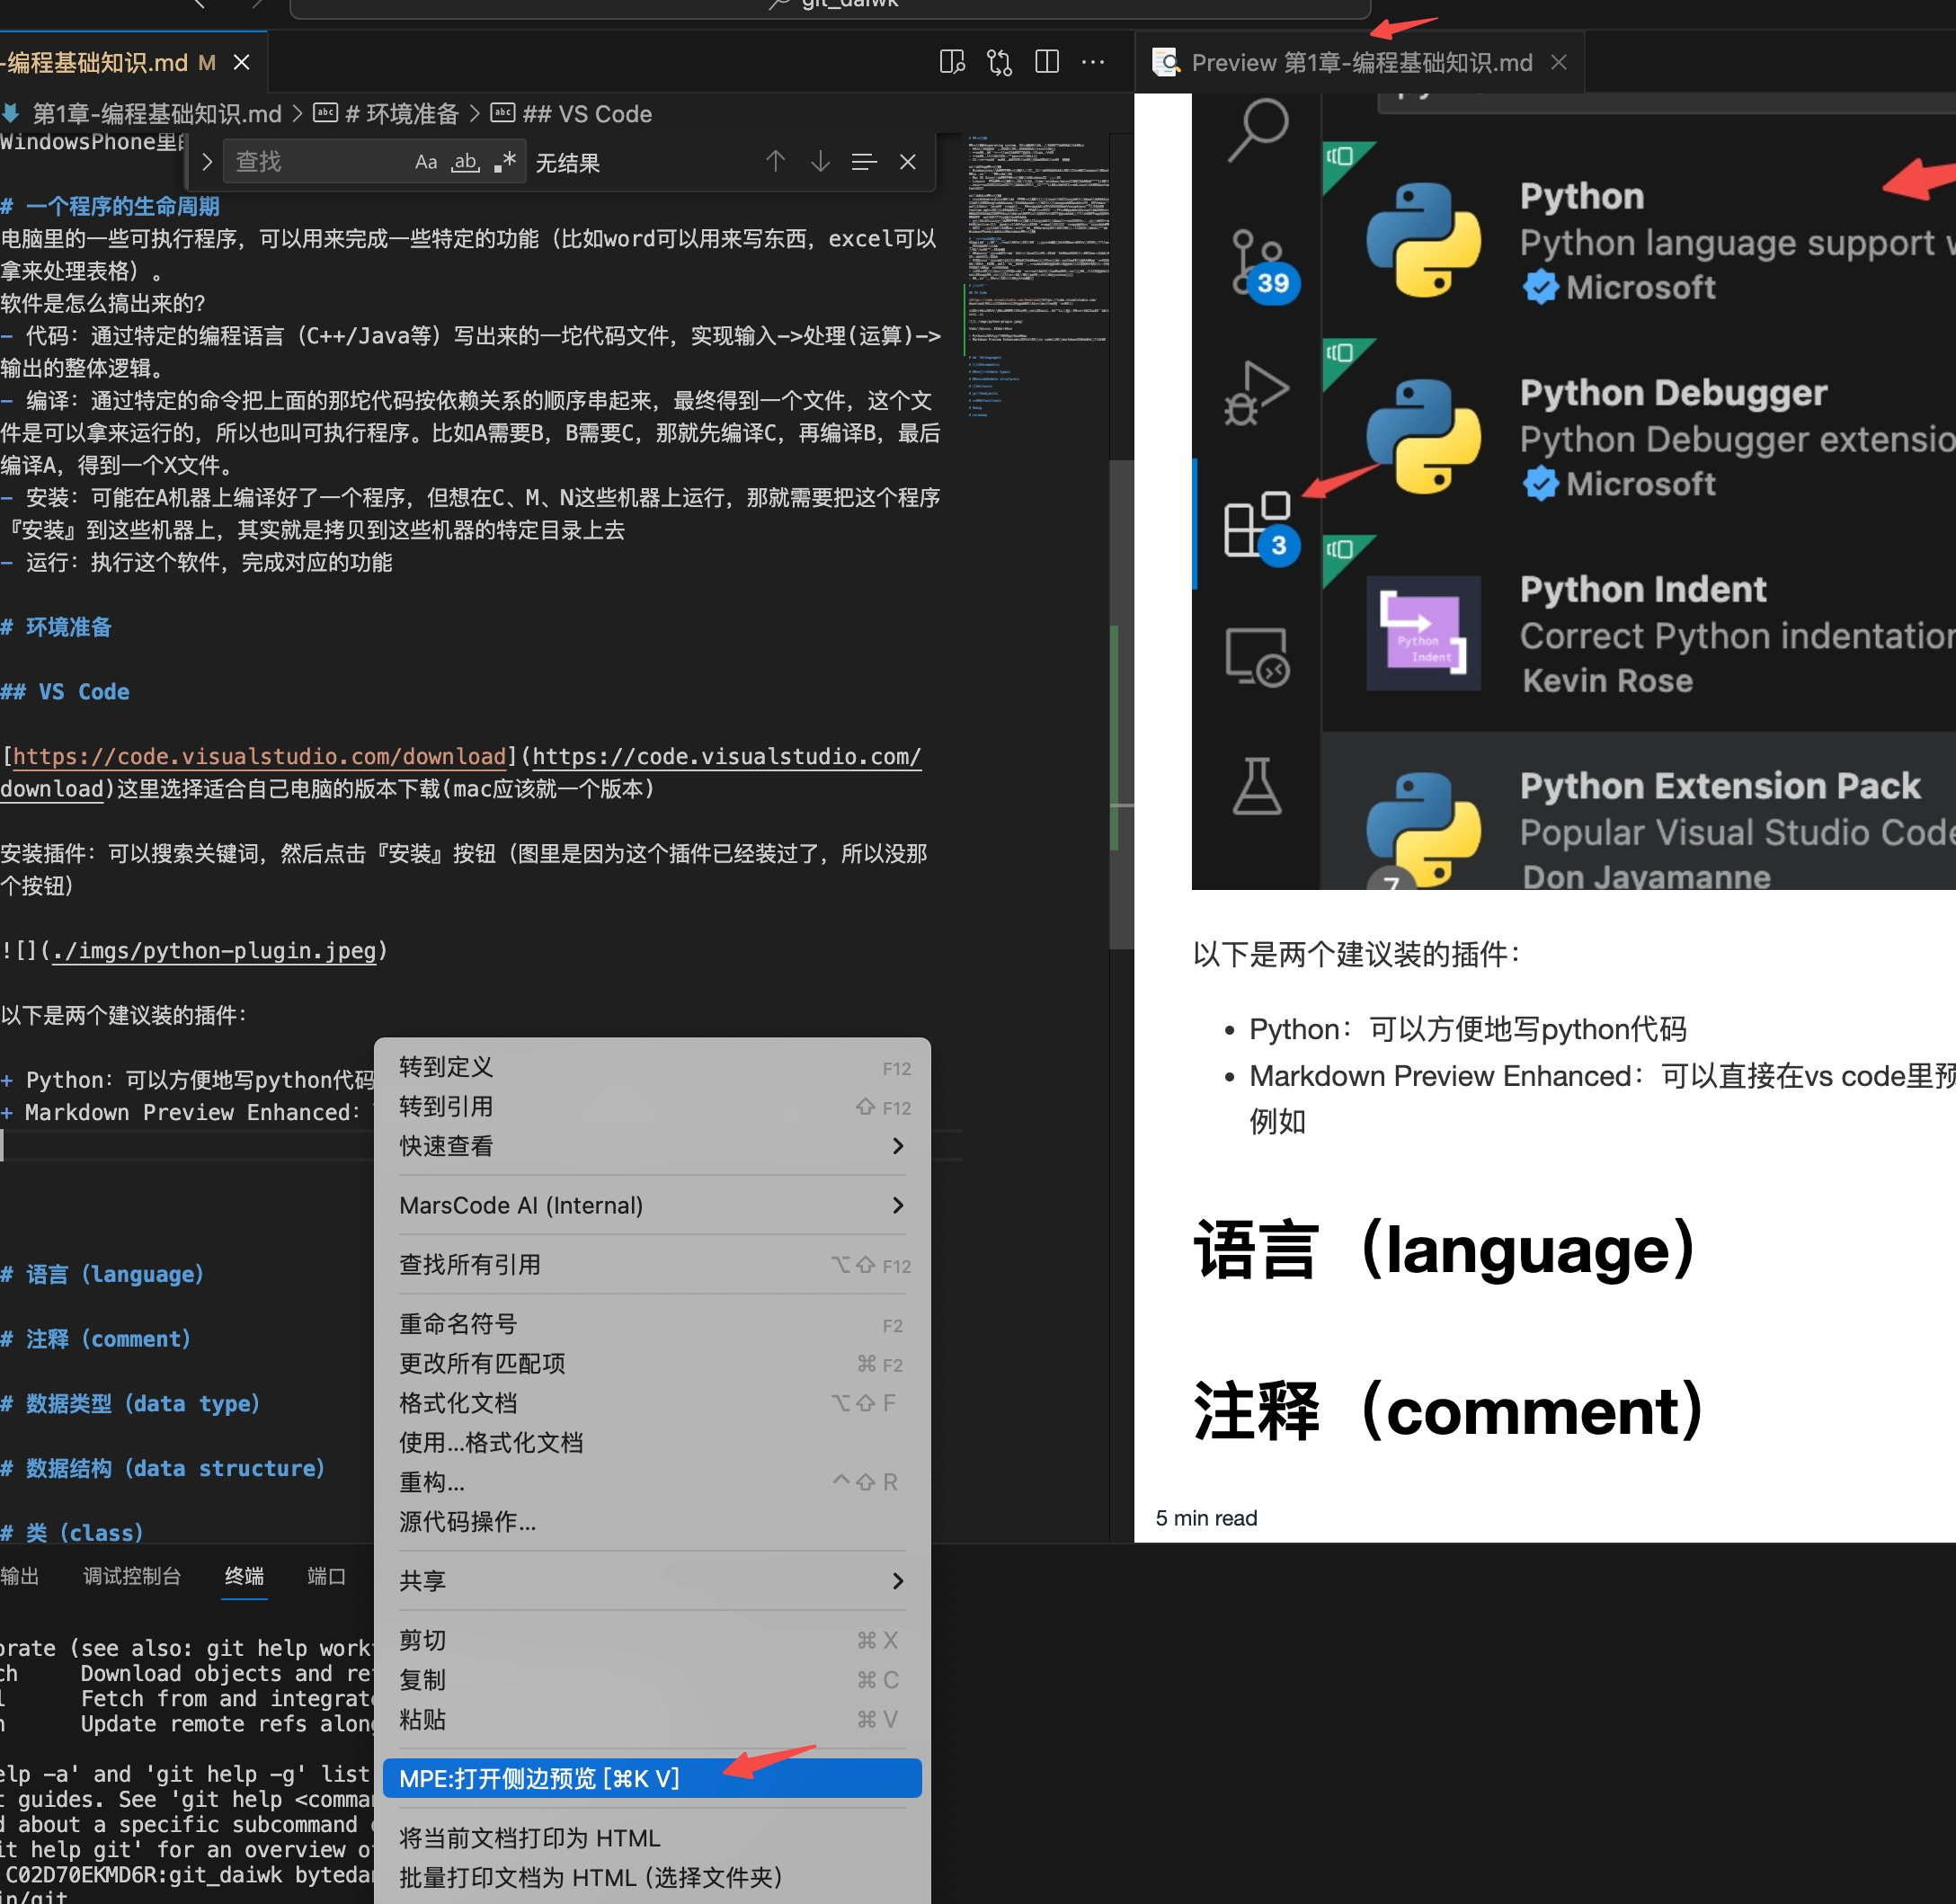 git_daiwk
-编程基础知识.md M
Preview 第1章-编程基础知识.md
第1章-编程基础知识.md > # 环境准备 > ## VS Code
WindowsPhone里
查找
Aa ab .*
无结果
# 一个程序的生命周期
电脑里的一些可执行程序，可以用来完成一些特定的功能（比如word可以用来写东西，excel可以
拿来处理表格）。
软件是怎么搞出来的?
- 代码：通过特定的编程语言（C++/Java等）写出来的一坨代码文件，实现输入->处理(运算)->
输出的整体逻辑。
- 编译：通过特定的命令把上面的那坨代码按依赖关系的顺序串起来，最终得到一个文件，这个文
件是可以拿来运行的，所以也叫可执行程序。比如A需要B，B需要C，那就先编译C，再编译B，最后
编译A，得到一个X文件。
- 安装：可能在A机器上编译好了一个程序，但想在C、M、N这些机器上运行，那就需要把这个程序
『安装』到这些机器上，其实就是拷贝到这些机器的特定目录上去
- 运行：执行这个软件，完成对应的功能
# 环境准备
## VS Code
[https://code.visualstudio.com/download](https://code.visualstudio.com/
download)这里选择适合自己电脑的版本下载(mac应该就一个版本)
安装插件：可以搜索关键词，然后点击『安装』按钮（图里是因为这个插件已经装过了，所以没那
个按钮）
![](./imgs/python-plugin.jpeg)
以下是两个建议装的插件：
+ Python：可以方便地写python代码
+ Markdown Preview Enhanced：
# 语言（language）
# 注释（comment）
# 数据类型（data type）
# 数据结构（data structure）
# 类（class）
转到定义 F12
转到引用 ⇧ F12
快速查看
MarsCode AI (Internal)
查找所有引用 ⌥⇧ F12
重命名符号 F2
更改所有匹配项 ⌘ F2
格式化文档 ⌥⇧ F
使用...格式化文档
重构... ^⇧ R
源代码操作...
共享
剪切 ⌘ X
复制 ⌘ C
粘贴 ⌘ V
MPE:打开侧边预览 [⌘K V]
将当前文档打印为 HTML
批量打印文档为 HTML (选择文件夹)
输出 调试控制台 终端 端口
orate (see also: git help work
ch Download objects and re
l Fetch from and integrat
Update remote refs alon
elp -a' and 'git help -g' list
t guides. See 'git help <comma
d about a specific subcommand
it help git' for an overview o
C02D70EKMD6R:git_daiwk byteda
in/git
39
3
Python
Python language support
Microsoft
Python Debugger
Python Debugger extensio
Microsoft
Python Indent
Python Indent
Correct Python indentation
Kevin Rose
Python Extension Pack
Popular Visual Studio Code
Don Jayamanne
7
以下是两个建议装的插件：
• Python：可以方便地写python代码
• Markdown Preview Enhanced：可以直接在vs code里预
例如
语言（language）
注释（comment）
5 min read